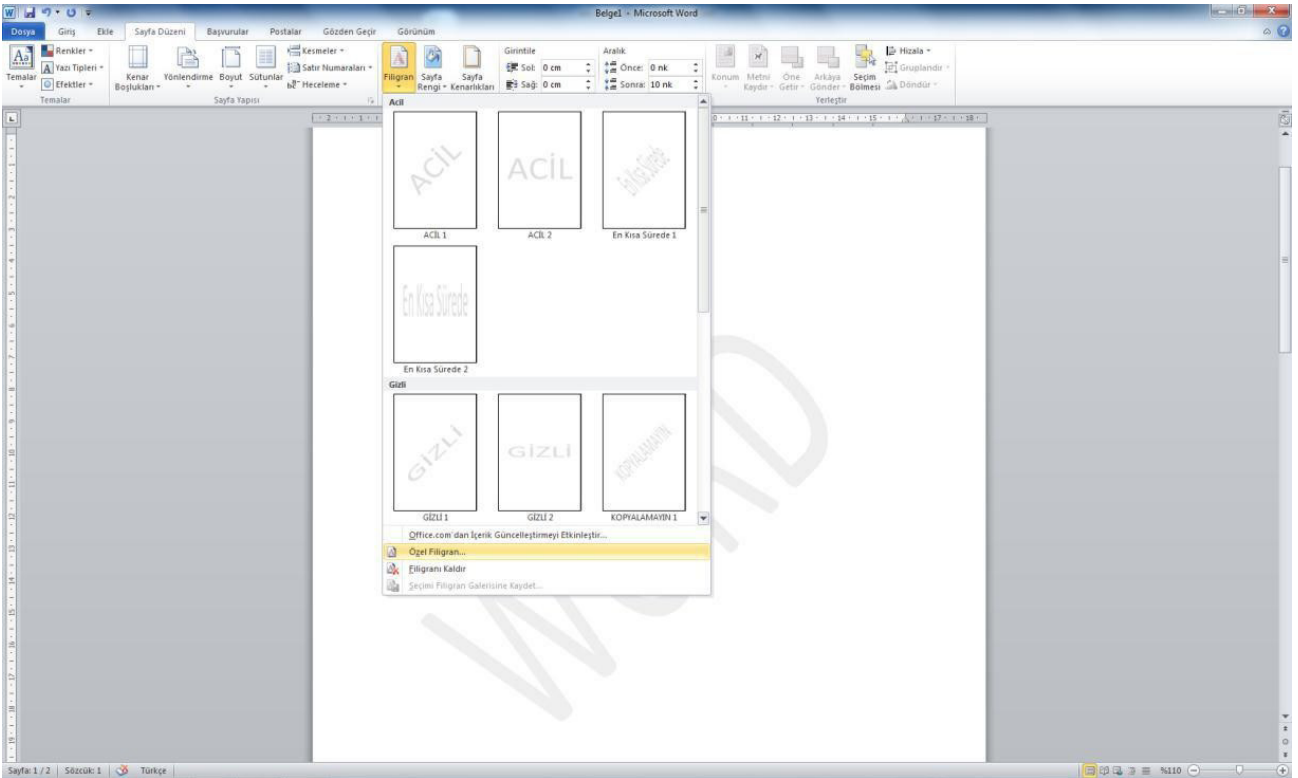 Belge1 - Microsoft Word
Dosya Giriş Ekle Sayfa Düzeni Başvurular Postalar Gözden Geçir Görünüm
Temalar
Renkler
Yazı Tipleri
Efektler
Temalar
Kenar Boşlukları
Yönlendirme
Boyut
Sütunlar
Kesmeler
Satır Numaraları
Heceleme
Sayfa Yapısı
Filigran
Sayfa Rengi
Sayfa Kenarlıkları
Girintile
Sol: 0 cm
Sağ: 0 cm
Aralık
Önce: 0 nk
Sonra: 10 nk
Konum
Metni Kaydır
Öne Getir
Arkaya Gönder
Seçim Bölmesi
Hizala
Gruplandır
Döndür
Yerleştir
Acil
ACİL
ACİL
En Kısa Sürede
ACİL 1
ACİL 2
En Kısa Sürede 1
En Kısa Sürede
En Kısa Sürede 2
Gizli
GİZLİ
GİZLİ
KOPYALAMAYIN
GİZLİ 1
GİZLİ 2
KOPYALAMAYIN 1
Office.com'dan İçerik Güncelleştirmeyi Etkinleştir...
Özel Filigran...
Filigranı Kaldır
Seçimi Filigran Galerisine Kaydet...
Sayfa: 1 / 2 Sözcük: 1 Türkçe
%110